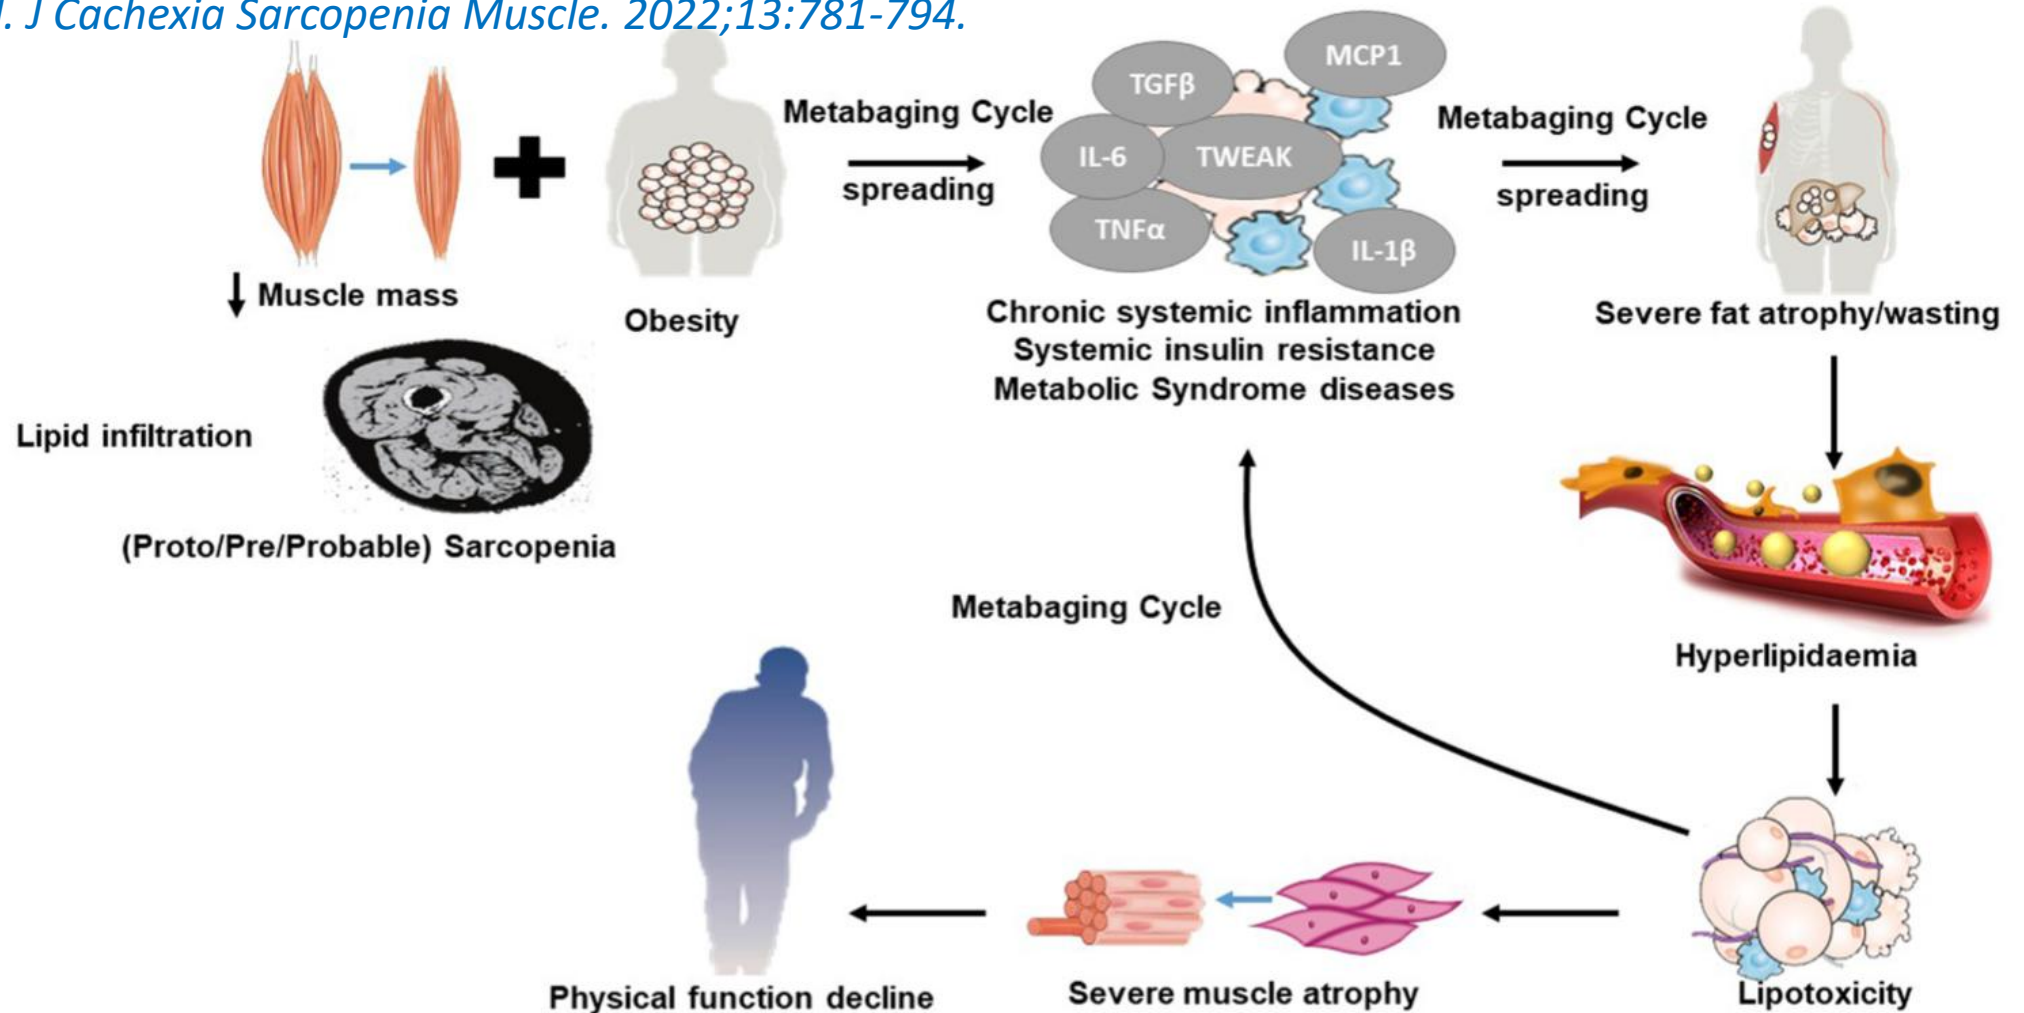 . J Cachexia Sarcopenia Muscle. 2022;13:781-794.
Muscle mass
Lipid infiltration
(Proto/Pre/Probable) Sarcopenia
Obesity
Metabaging Cycle
spreading
TGFβ
MCP1
IL-6
TWEAK
TNFα
IL-1β
Chronic systemic inflammation
Systemic insulin resistance
Metabolic Syndrome diseases
Metabaging Cycle
spreading
Severe fat atrophy/wasting
Hyperlipidaemia
Metabaging Cycle
Lipotoxicity
Severe muscle atrophy
Physical function decline